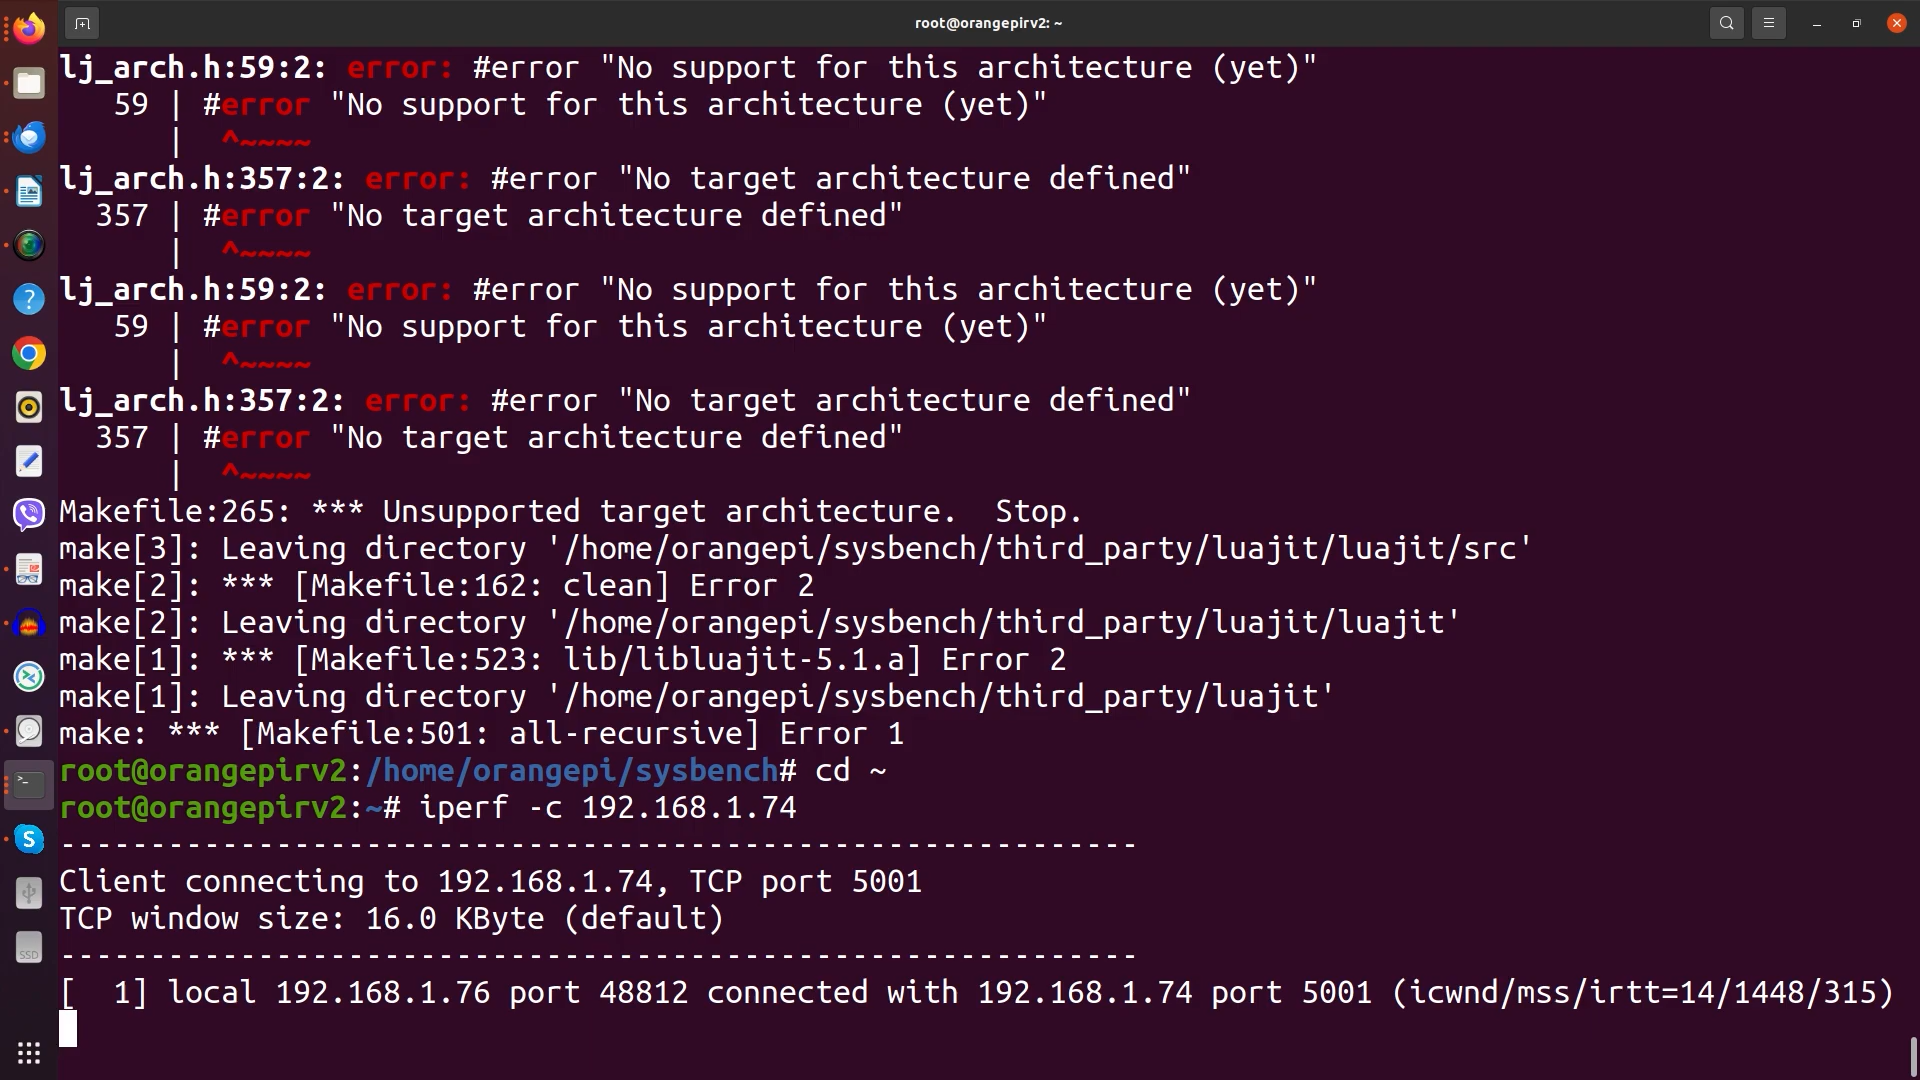 root@orangepirv2: ~
lj_arch.h:59:2: error: #error "No support for this architecture (yet)"
   59 | #error "No support for this architecture (yet)"
      |  ^~~~~
lj_arch.h:357:2: error: #error "No target architecture defined"
  357 | #error "No target architecture defined"
      |  ^~~~~
lj_arch.h:59:2: error: #error "No support for this architecture (yet)"
   59 | #error "No support for this architecture (yet)"
      |  ^~~~~
lj_arch.h:357:2: error: #error "No target architecture defined"
  357 | #error "No target architecture defined"
      |  ^~~~~
Makefile:265: *** Unsupported target architecture.  Stop.
make[3]: Leaving directory '/home/orangepi/sysbench/third_party/luajit/luajit/src'
make[2]: *** [Makefile:162: clean] Error 2
make[2]: Leaving directory '/home/orangepi/sysbench/third_party/luajit/luajit'
make[1]: *** [Makefile:523: lib/libluajit-5.1.a] Error 2
make[1]: Leaving directory '/home/orangepi/sysbench/third_party/luajit'
make: *** [Makefile:501: all-recursive] Error 1
root@orangepirv2:/home/orangepi/sysbench# cd ~
root@orangepirv2:~# iperf -c 192.168.1.74
------------------------------------------------------------
Client connecting to 192.168.1.74, TCP port 5001
TCP window size: 16.0 KByte (default)
------------------------------------------------------------
[  1] local 192.168.1.76 port 48812 connected with 192.168.1.74 port 5001 (icwnd/mss/irtt=14/1448/315)
SSD